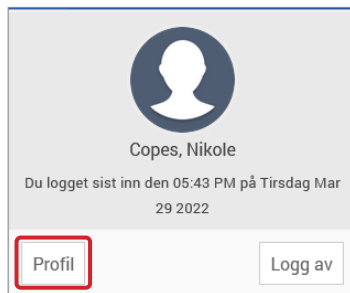 Copes, Nikole
Du logget sist inn den 05:43 PM på Tirsdag Mar
29 2022
Profil
Logg av